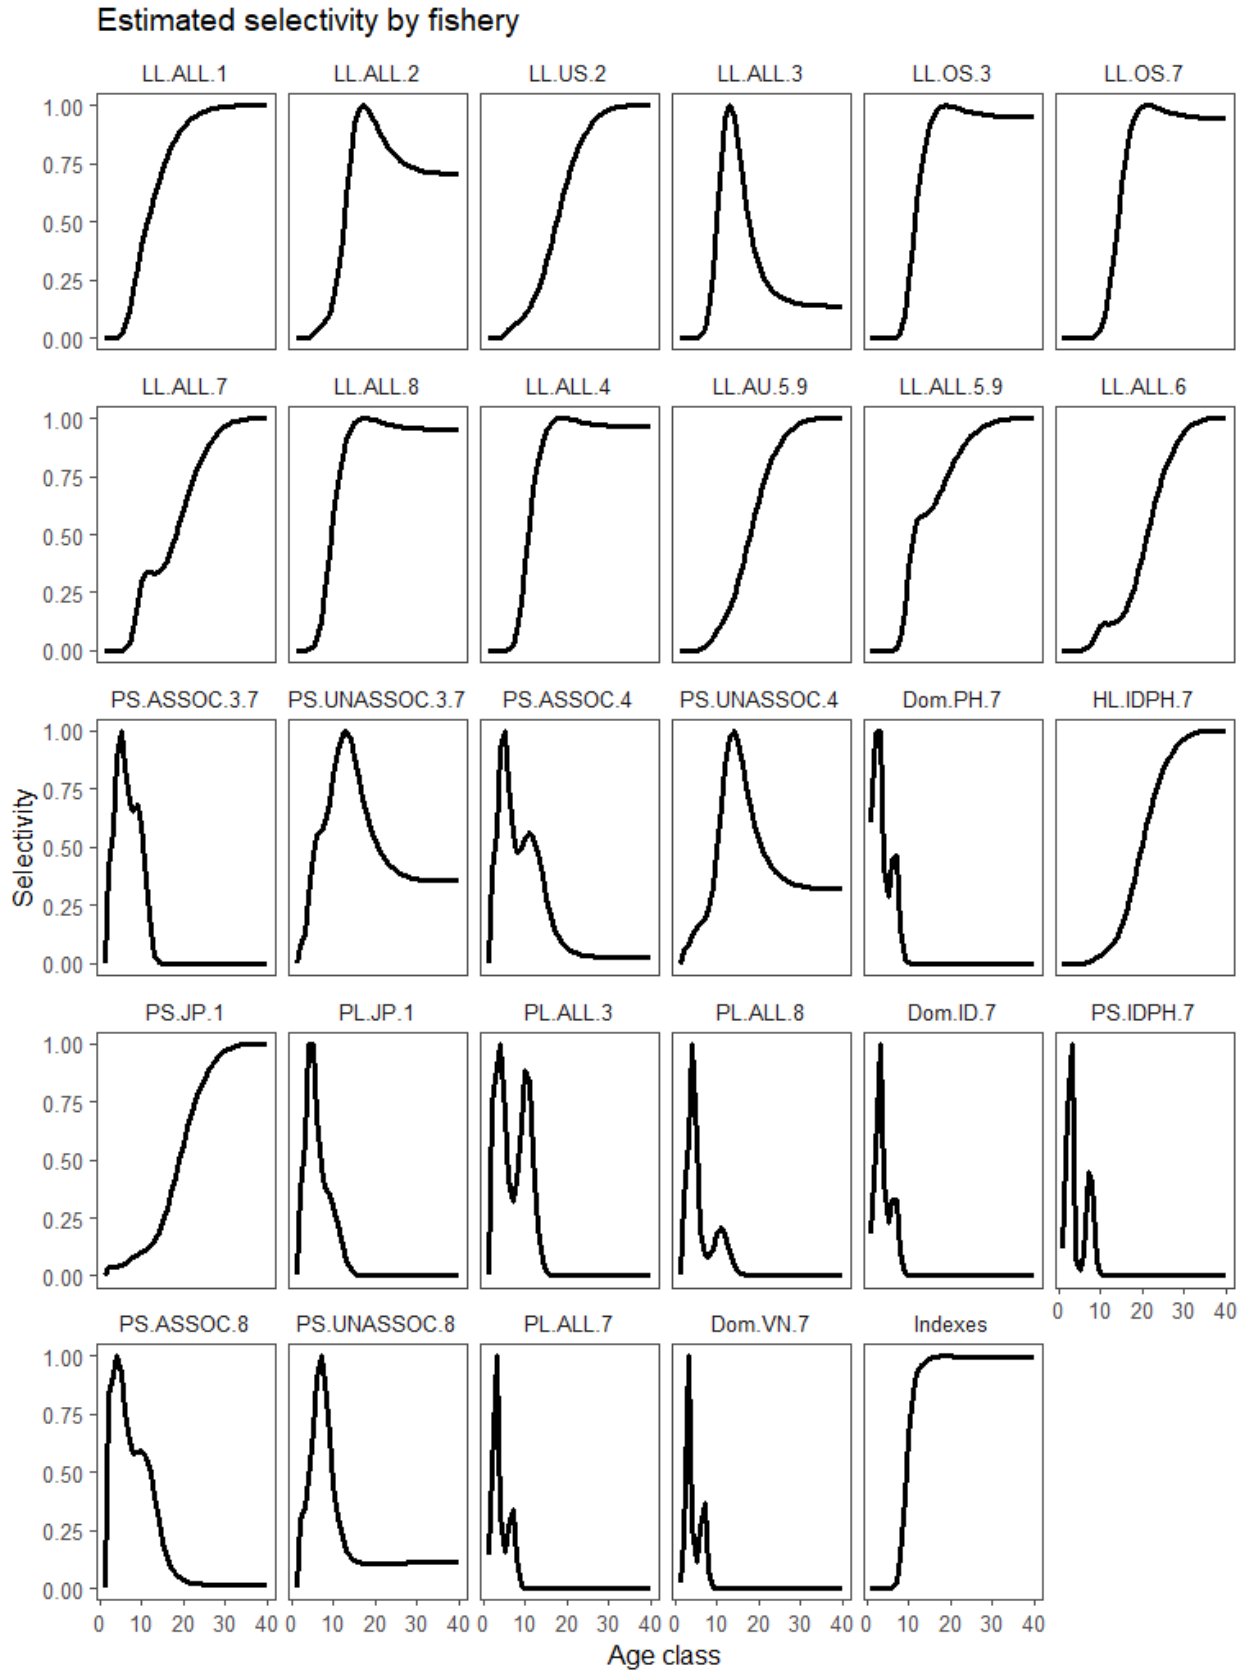 Estimated selectivity by fishery
LL.ALL.1 LL.ALL.2 LL.US.2 LL.ALL.3 LL.OS.3 LL.OS.7
1.00
0.75
0.50
0.25
0.00
LL.ALL.7 LL.ALL.8 LL.ALL.4 LL.AU.5.9 LL.ALL.5.9 LL.ALL.6
1.00
0.75
0.50
0.25
0.00
PS.ASSOC.3.7 PS.UNASSOC.3.7 PS.ASSOC.4 PS.UNASSOC.4 Dom.PH.7 HL.IDPH.7
1.00
0.75
0.50
0.25
0.00
Selectivity
PS.JP.1 PL.JP.1 PL.ALL.3 PL.ALL.8 Dom.ID.7 PS.IDPH.7
1.00
0.75
0.50
0.25
0.00
0 10 20 30 40
PS.ASSOC.8 PS.UNASSOC.8 PL.ALL.7 Dom.VN.7 Indexes
1.00
0.75
0.50
0.25
0.00
0 10 20 30 40 0 10 20 30 40 0 10 20 30 40 0 10 20 30 40 0 10 20 30 40
Age class